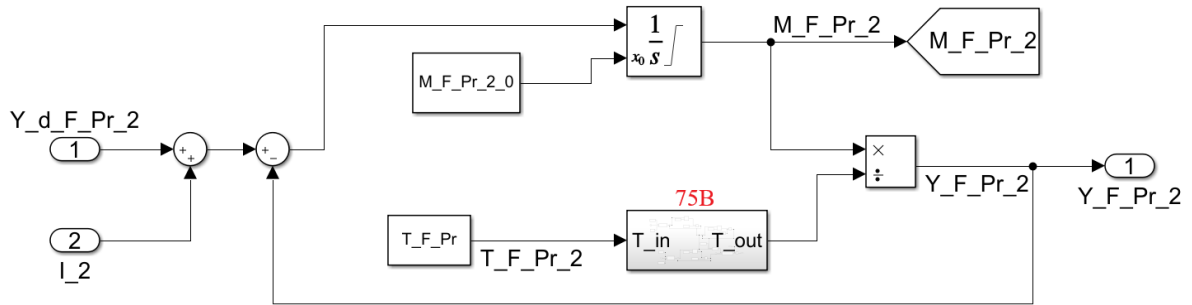 M_F_Pr_2
M_F_Pr_2
1
s
x0
M_F_Pr_2_0
Y_d_F_Pr_2
1
+
+
+
−
×
÷
Y_F_Pr_2
1
Y_F_Pr_2
75B
2
I_2
T_F_Pr
T_F_Pr_2
T_in
T_out